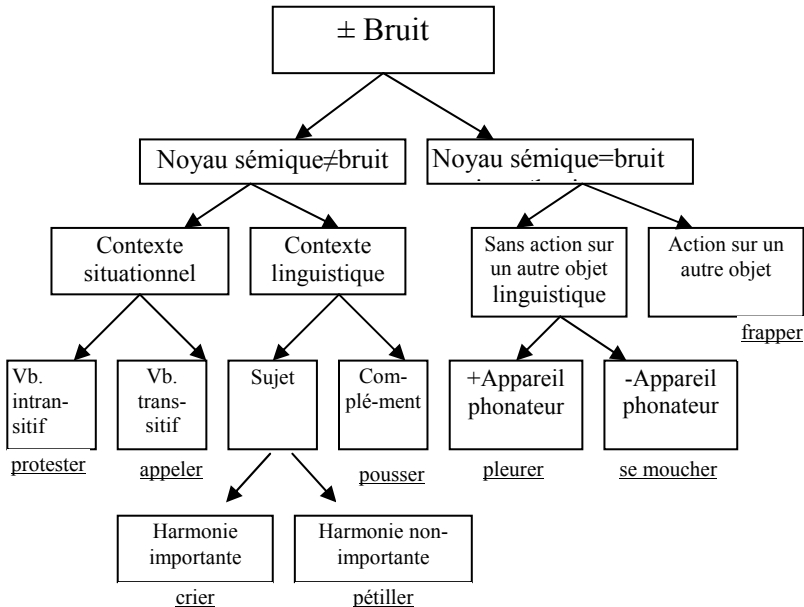 ± Bruit
Noyau sémique≠bruit
Noyau sémique=bruit
Contexte
situationnel
Contexte
linguistique
Sans action sur
un autre objet
linguistique
Action sur un
autre objet
frapper
Vb.
intran-
sitif
protester
Vb.
trans-
sitif
appeler
Sujet
Com-
plé-ment
pousser
+Appareil
phonateur
pleurer
-Appareil
phonateur
se moucher
Harmonie
importante
crier
Harmonie non-
importante
pétiller